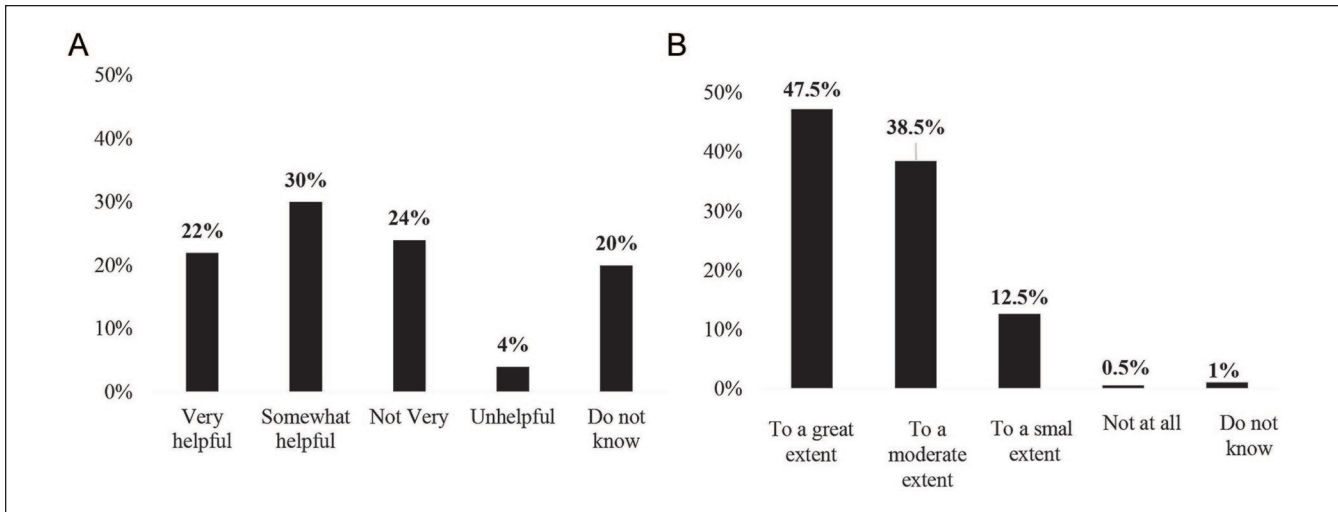 A
50%
40%
30%
20%
10%
0%
22%
30%
24%
4%
20%
Very
helpful
Somewhat
helpful
Not Very
Unhelpful
Do not
know
B
50%
40%
30%
20%
10%
0%
47.5%
38.5%
12.5%
0.5%
1%
To a great
extent
To a
moderate
extent
To a smal
extent
Not at all
Do not
know